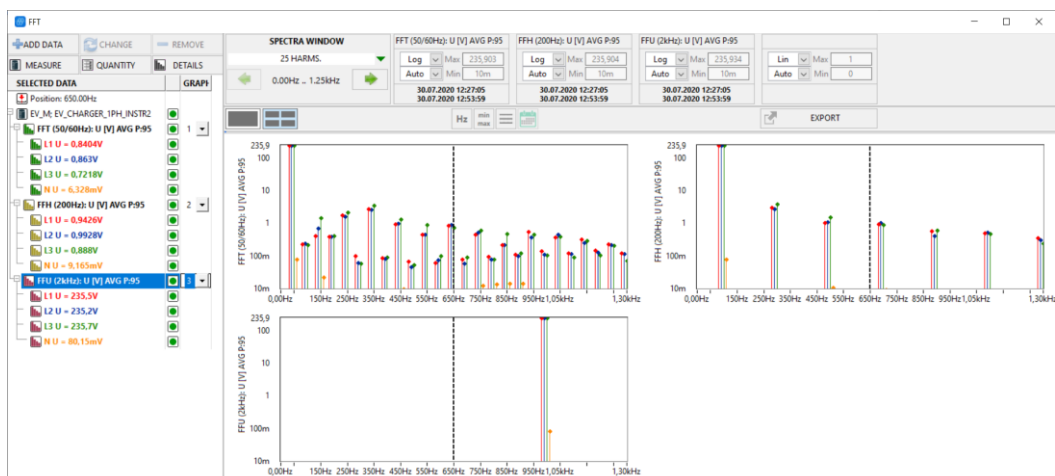 FFT
ADD DATA CHANGE REMOVE
MEASURE QUANTITY DETAILS
SELECTED DATA GRAPH
Position: 650.00Hz
EV_M; EV_CHARGER_1PH_INSTR2
FFT (50/60Hz): U [V] AVG P:95 1
L1 U = 0,8404V
L2 U = 0,863V
L3 U = 0,7218V
N U = 6,328mV
FFH (200Hz): U [V] AVG P:95 2
L1 U = 0,9426V
L2 U = 0,9928V
L3 U = 0,888V
N U = 9,165mV
FFU (2kHz): U [V] AVG P:95 3
L1 U = 235,5V
L2 U = 235,2V
L3 U = 235,7V
N U = 80,15mV
SPECTRA WINDOW
25 HARMS.
0.00Hz .. 1.25kHz
FFT (50/60Hz): U [V] AVG P:95
Log Max 235,903
Auto Min 10m
30.07.2020 12:27:05
30.07.2020 12:53:59
FFH (200Hz): U [V] AVG P:95
Log Max 235,904
Auto Min 10m
30.07.2020 12:27:05
30.07.2020 12:53:59
FFU (2kHz): U [V] AVG P:95
Log Max 235,934
Auto Min 10m
30.07.2020 12:27:05
30.07.2020 12:53:59
Lin Max 1
Auto Min 0
Hz min max
EXPORT
FFT (50/60Hz): U [V] AVG P:95
235,9
100
10
1
100m
10m
0,00Hz 150Hz 250Hz 350Hz 450Hz 550Hz 650Hz 750Hz 850Hz 950Hz 1,05kHz 1,30kHz
FFH (200Hz): U [V] AVG P:95
235,9
100
10
1
100m
10m
0,00Hz 150Hz 250Hz 350Hz 450Hz 550Hz 650Hz 750Hz 850Hz 950Hz 1,05kHz 1,30kHz
FFU (2kHz): U [V] AVG P:95
235,9
100
10
1
100m
10m
0,00Hz 150Hz 250Hz 350Hz 450Hz 550Hz 650Hz 750Hz 850Hz 950Hz 1,05kHz 1,30kHz